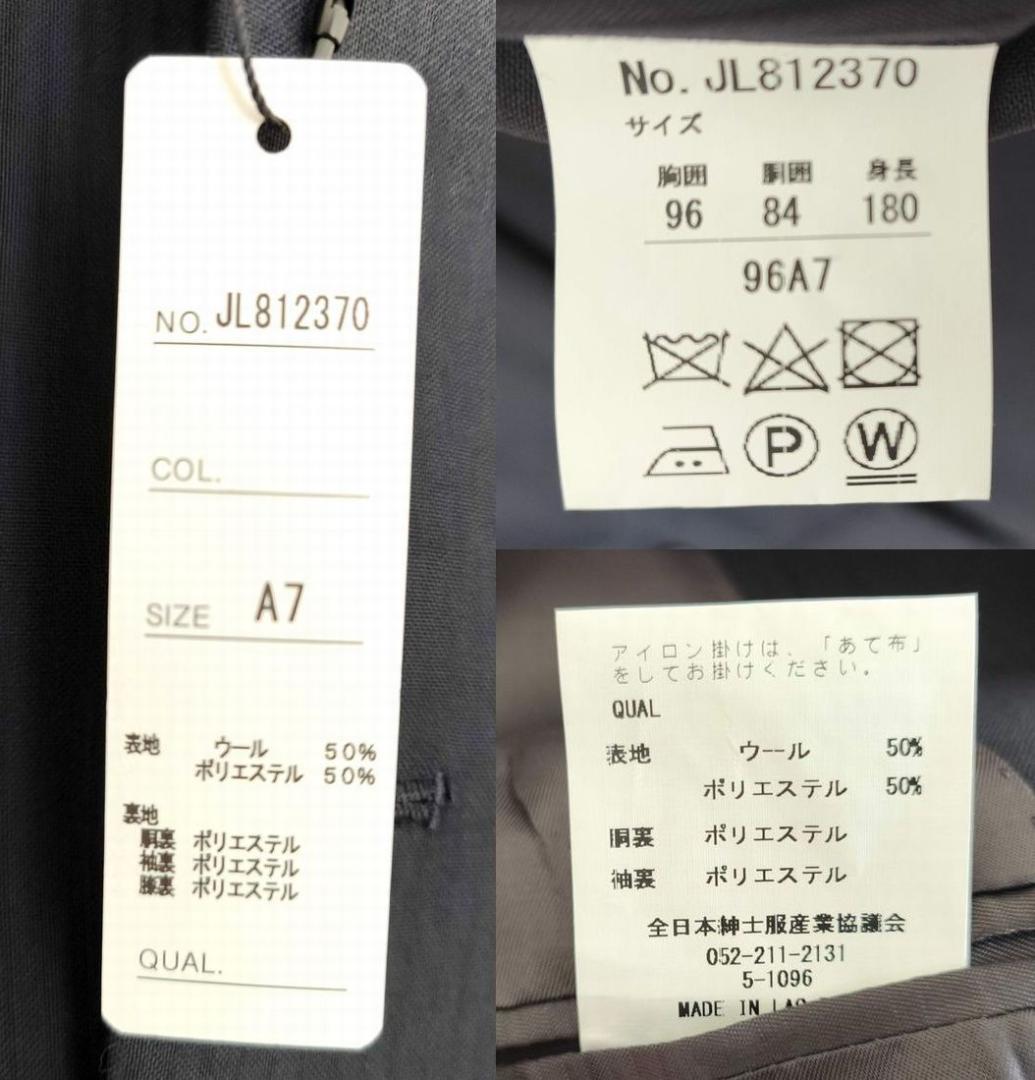 NO. JL812370
COL.
SIZE A7
表地 ウール 50%
ポリエステル 50%
裏地
胴裏 ポリエステル
袖裏 ポリエステル
膝裏 ポリエステル
QUAL.
No. JL812370
サイズ
胸囲 胴囲 身長
96 84 180
96A7
P W
アイロン掛けは、「あて布」
をしてお掛けください。
QUAL
表地 ウール 50%
ポリエステル 50%
胴裏 ポリエステル
袖裏 ポリエステル
全日本紳士服産業協議会
052-211-2131
5-1096
MADE IN